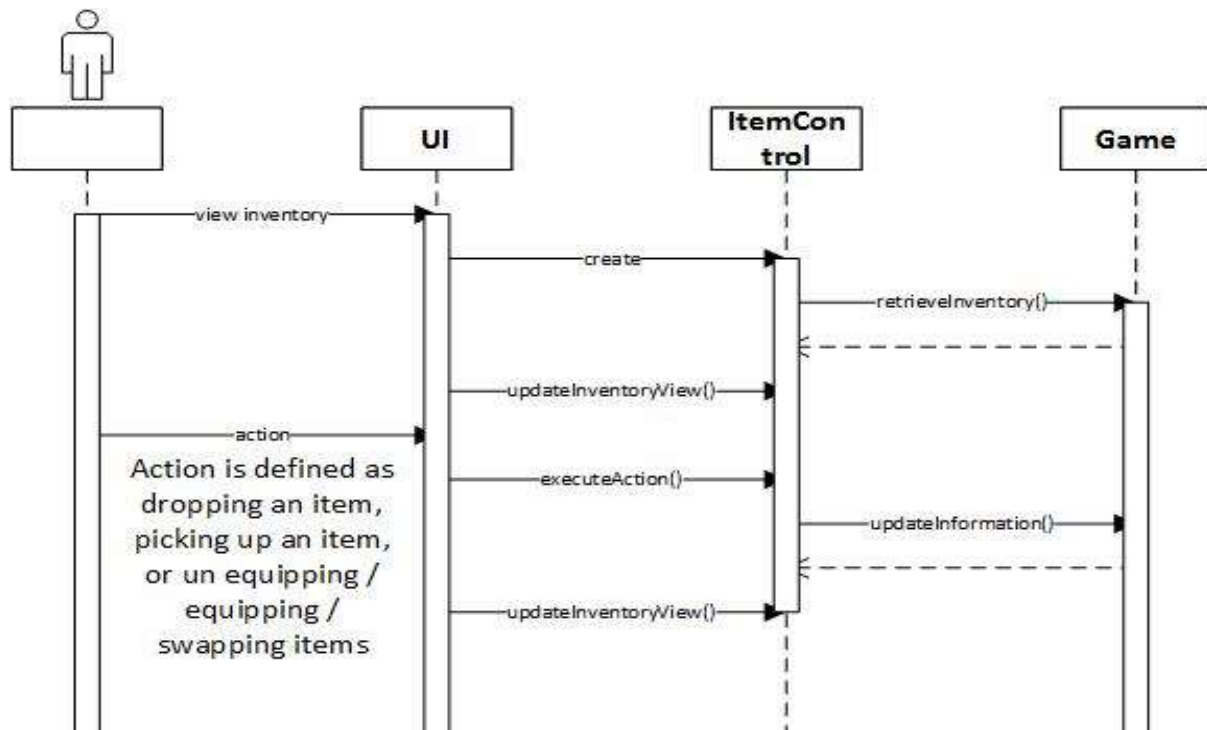 UI
ItemCon
trol
Game
view inventory
create
retrieveInventory()
updateInventoryView()
action
Action is defined as
dropping an item,
picking up an item,
or un equipping /
equipping /
swapping items
executeAction()
updateInformation()
updateInventoryView()